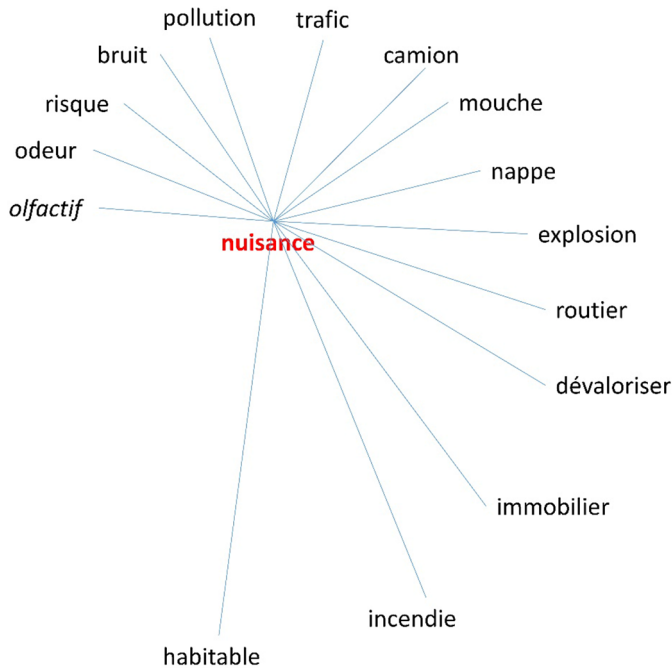 pollution
trafic
bruit
camion
risque
mouche
odeur
nappe
olfactif
explosion
nuisance
routier
dévaloriser
immobilier
incendie
habitable